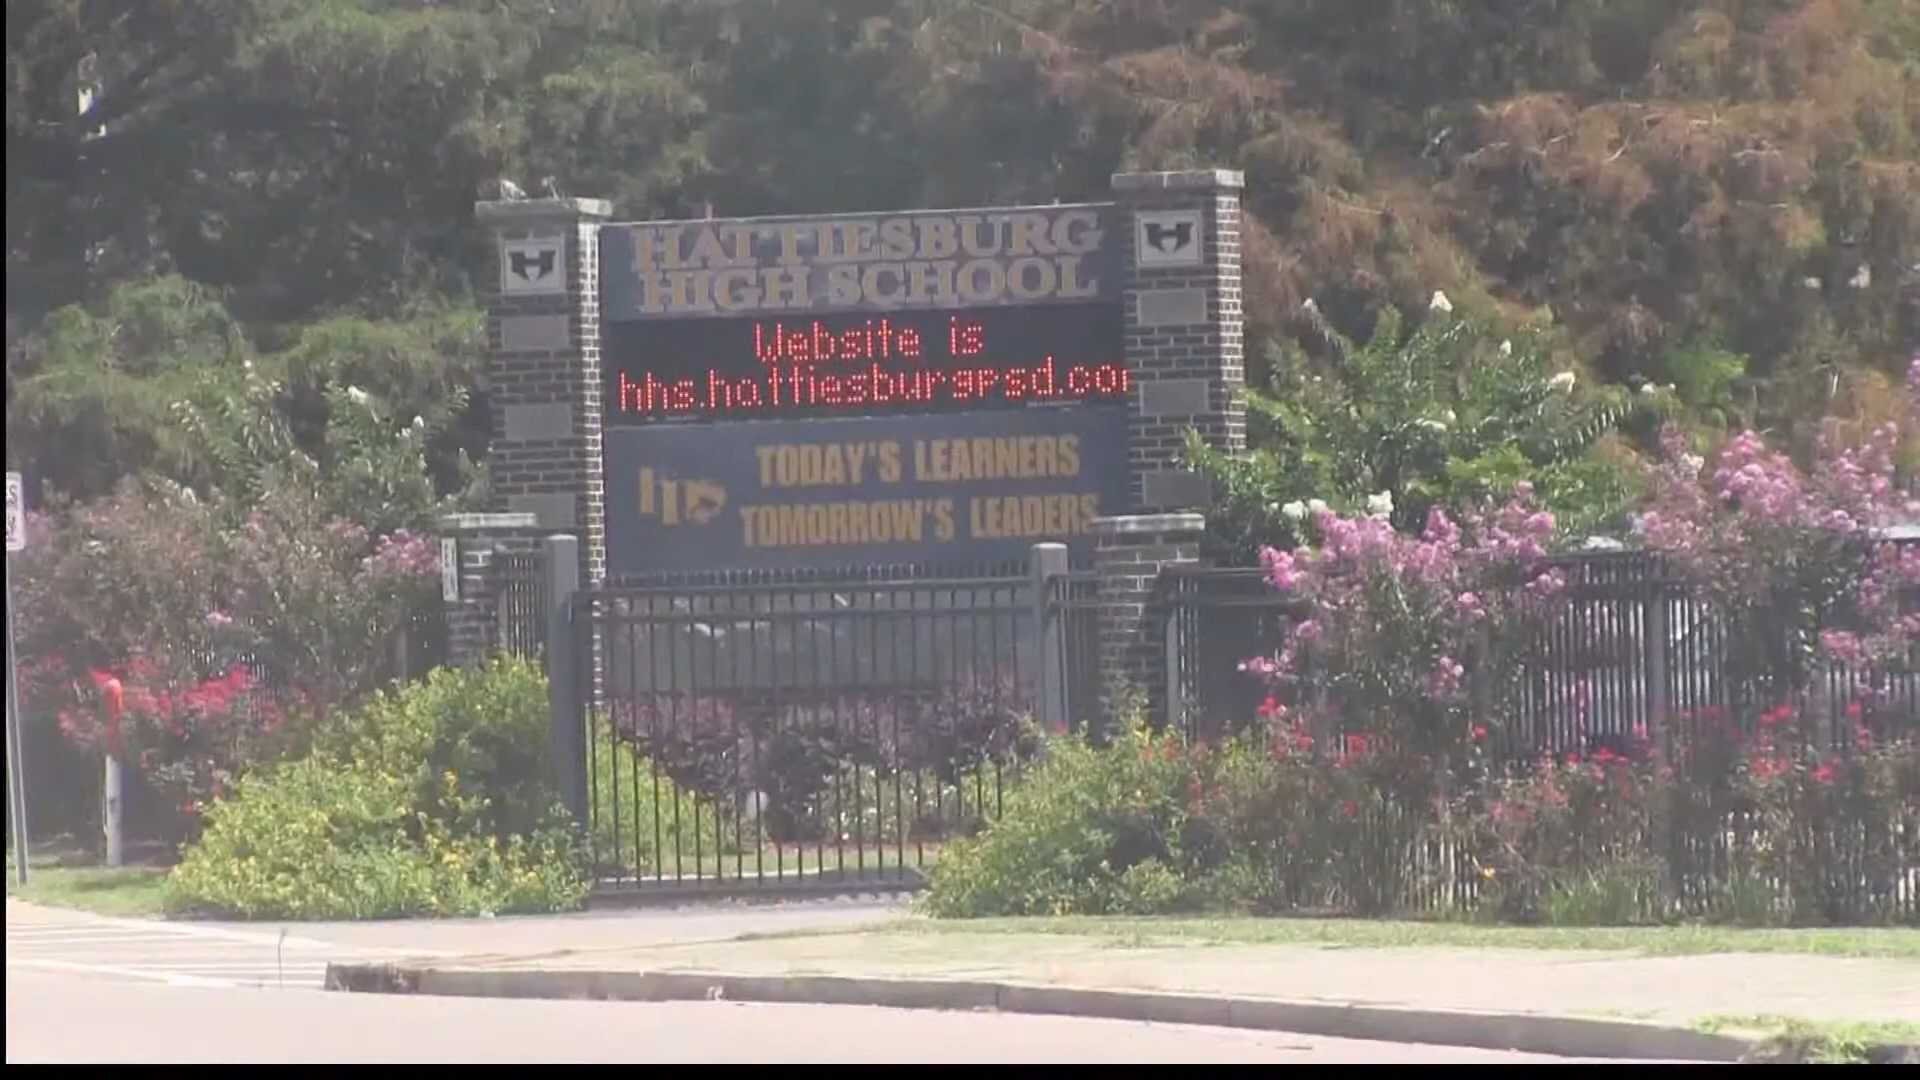 HATTIESBURG
HIGH SCHOOL
Website is
hhs.hattiesburgpsd.com
TODAY'S LEARNERS
TOMORROW'S LEADERS
H
H